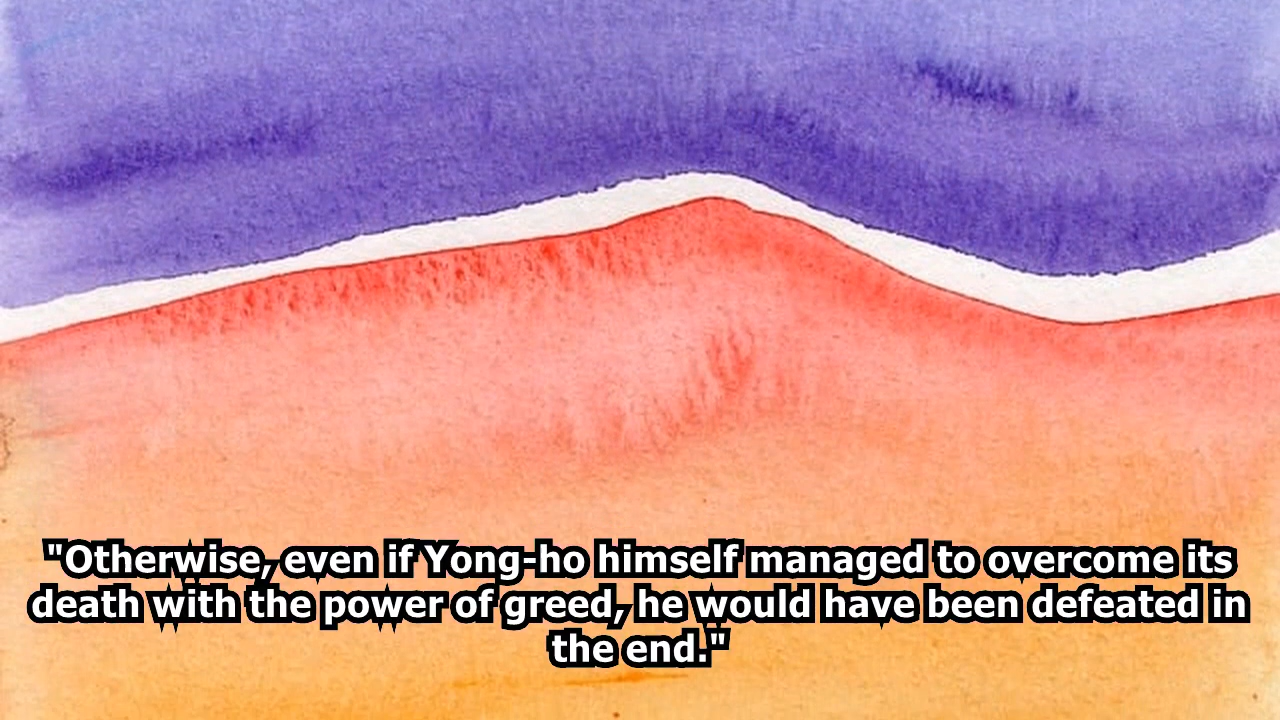 "Otherwise, even if Yong-ho himself managed to overcome its
death with the power of greed, he would have been defeated in
the end."